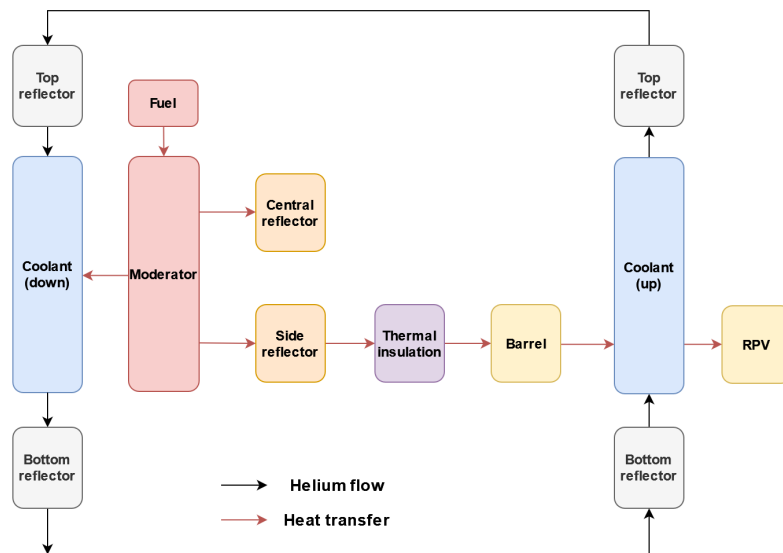 Top
reflector
Fuel
Top
reflector
Central
reflector
Coolant
(down)
Moderator
Coolant
(up)
Side
reflector
Thermal
insulation
Barrel
RPV
Bottom
reflector
Bottom
reflector
Helium flow
Heat transfer